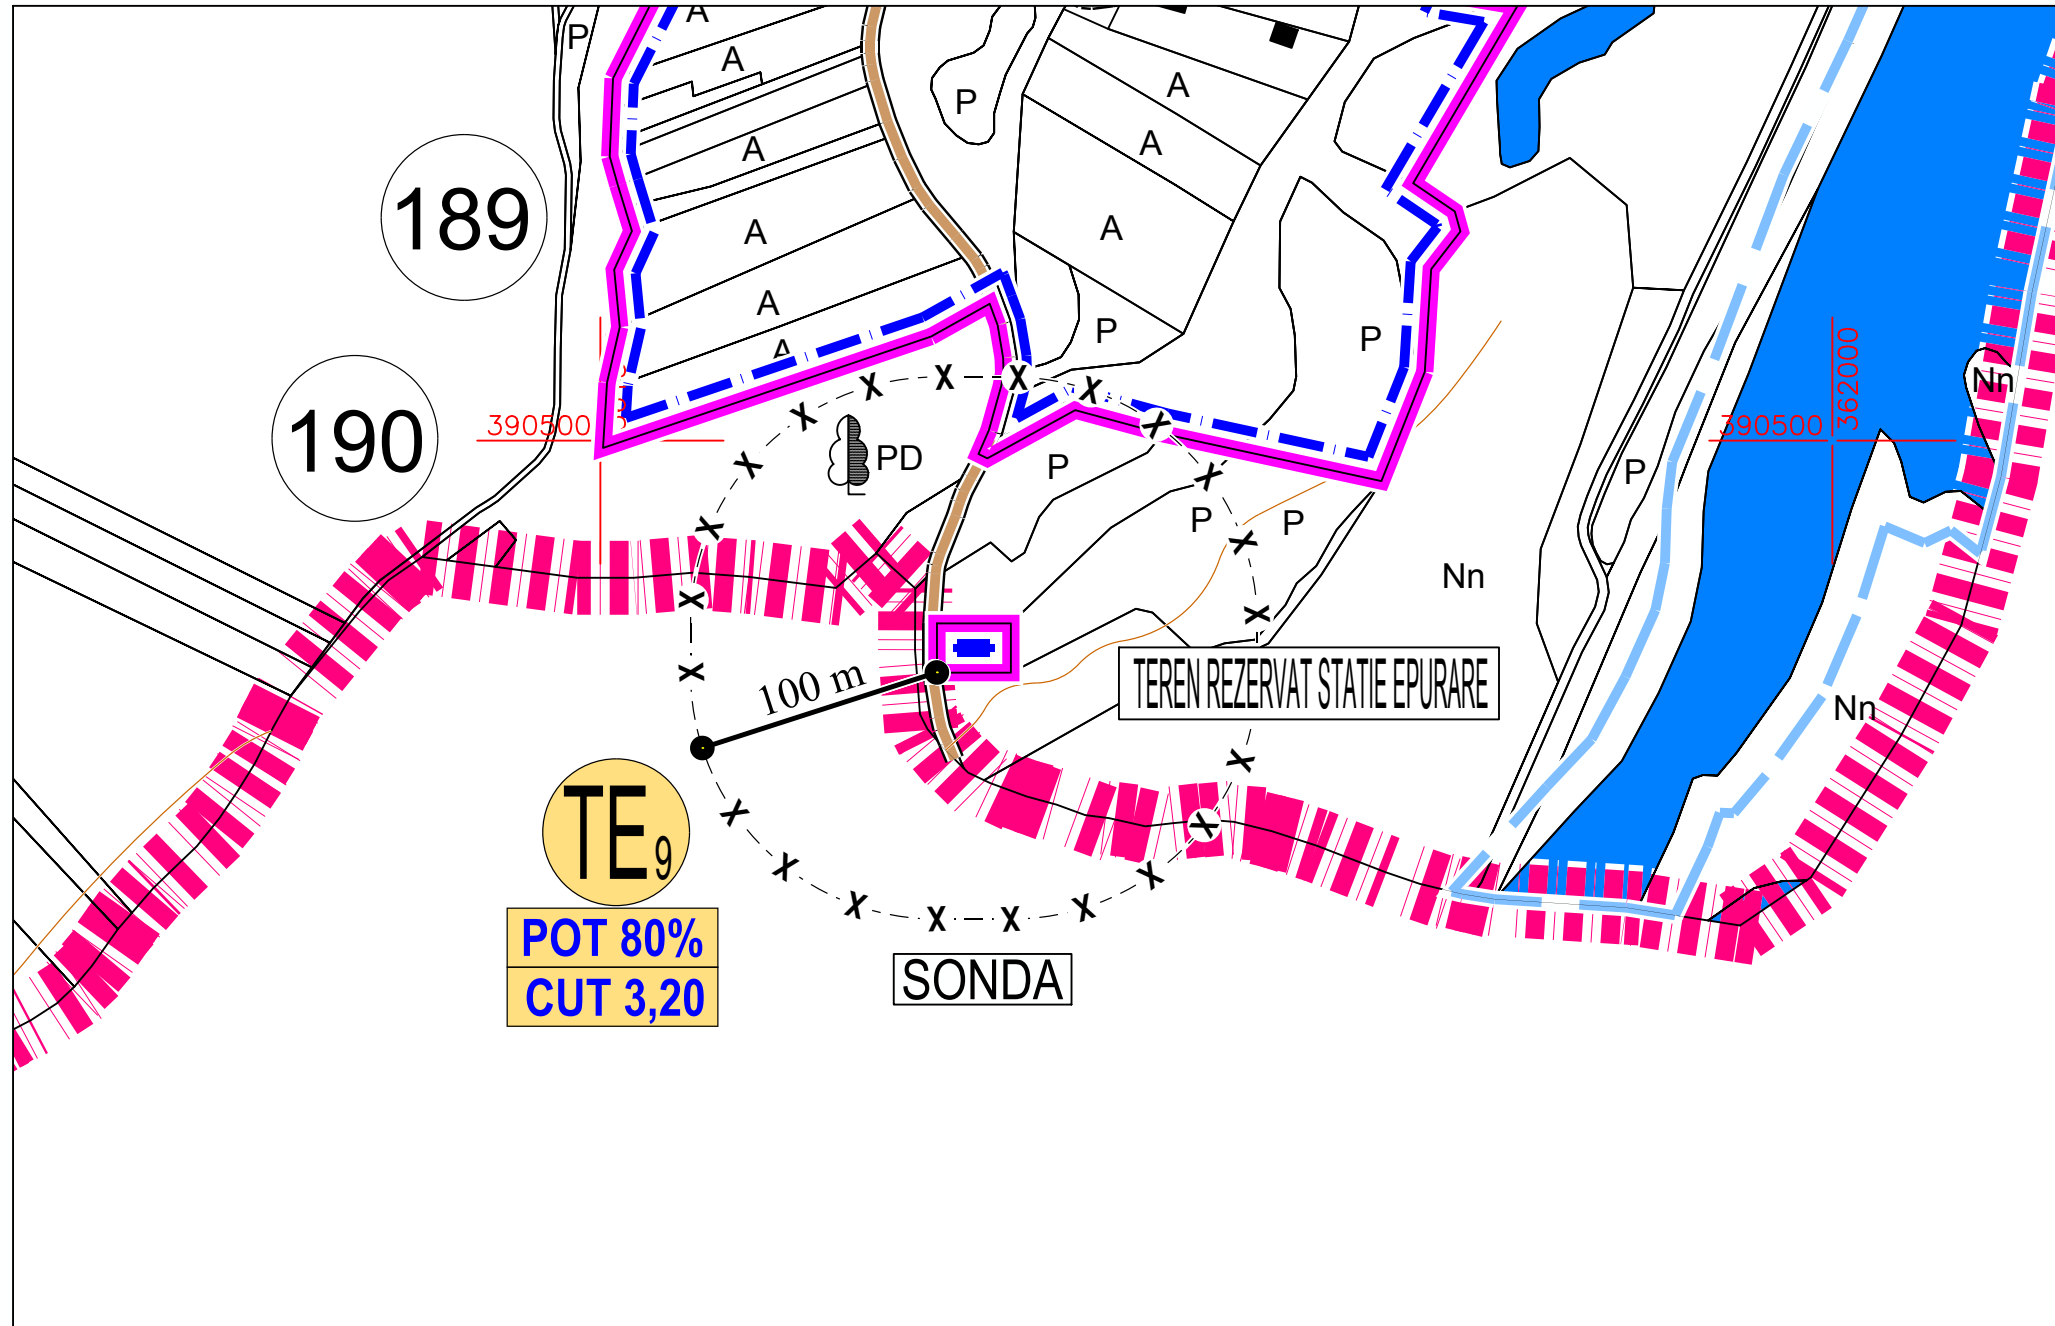 A
P
A
P
A
A
A
189
A
A
A
P
P
Nn
362000
390500
390500
190
PD
P
P
P
P
Nn
TEREN REZERVAT STATIE EPURARE
100 m
Nn
TE9
POT 80%
CUT 3,20
SONDA
X X X X X X X X X X X X X X X X X X X X X X X